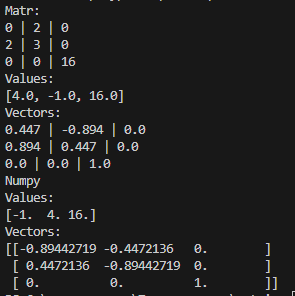 Matr:
0 | 2 | 0
2 | 3 | 0
0 | 0 | 16
Values:
[4.0, -1.0, 16.0]
Vectors:
0.447 | -0.894 | 0.0
0.894 | 0.447 | 0.0
0.0 | 0.0 | 1.0
Numpy
Values:
[-1.  4. 16.]
Vectors:
[[-0.89442719 -0.4472136   0.        ]
 [ 0.4472136  -0.89442719  0.        ]
 [ 0.          0.          1.        ]]